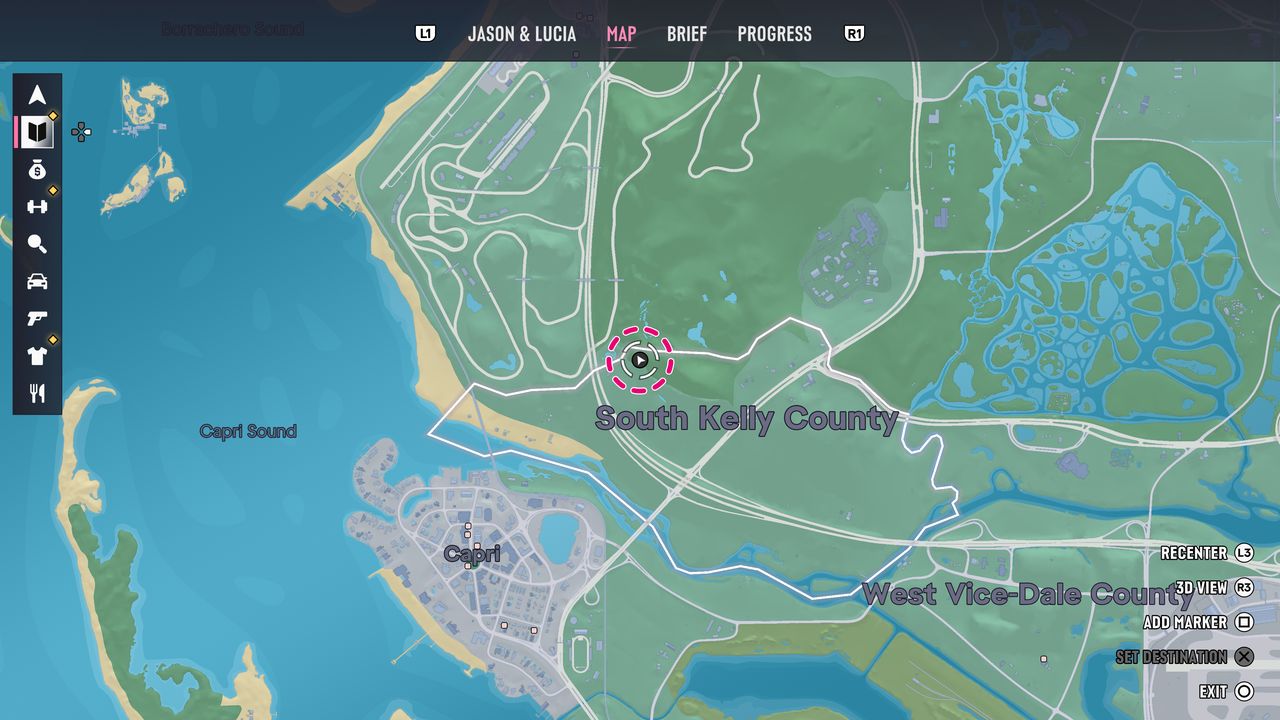 Borrachero Sound
L1 JASON & LUCIA MAP BRIEF PROGRESS R1
South Kelly County
Capri Sound
Capri
RECENTER L3
West Vice-Dale County
3D VIEW R3
ADD MARKER
SET DESTINATION
EXIT